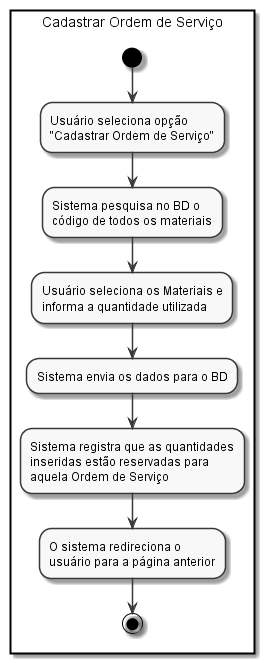 Cadastrar Ordem de Serviço
Usuário seleciona opção
"Cadastrar Ordem de Serviço"
Sistema pesquisa no BD o
código de todos os materiais
Usuário seleciona os Materiais e
informa a quantidade utilizada
Sistema envia os dados para o BD
Sistema registra que as quantidades
inseridas estão reservadas para
aquela Ordem de Serviço
O sistema redireciona o
usuário para a página anterior